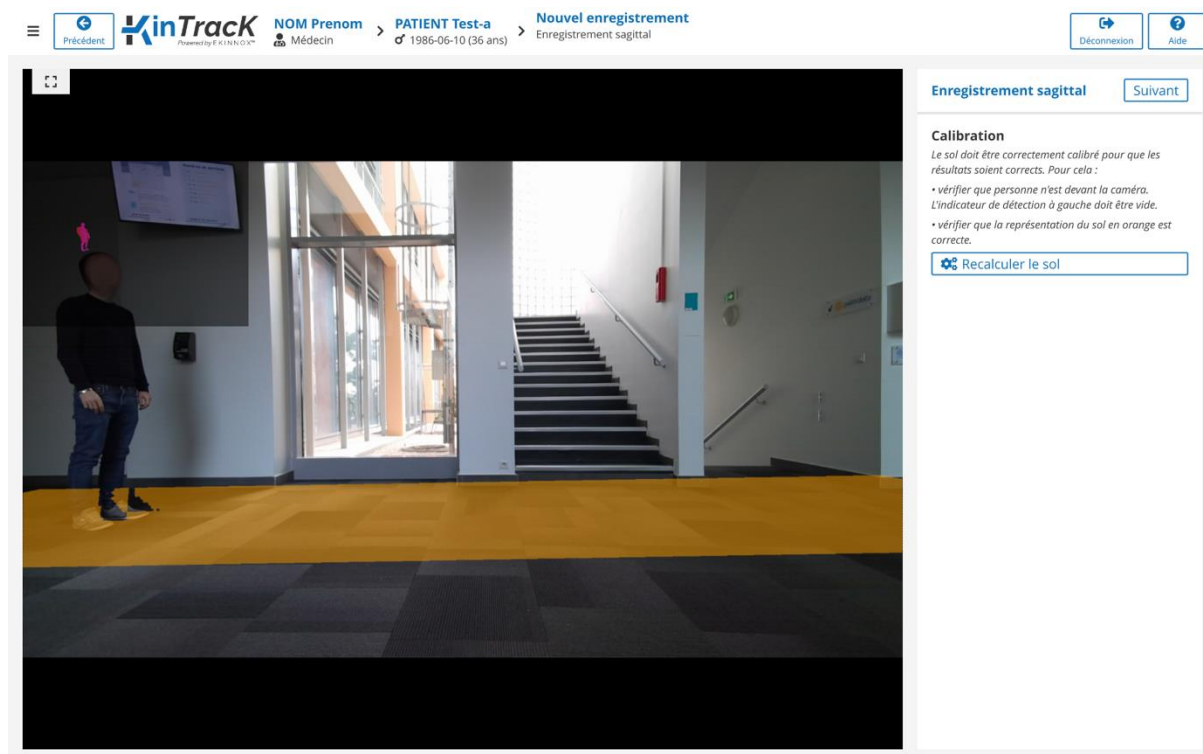 Précédent
KinTracK
Powered by EKINNOX™
NOM Prenom
Médecin
PATIENT Test-a
1986-06-10 (36 ans)
Nouvel enregistrement
Enregistrement sagittal
Déconnexion
Aide
Enregistrement sagittal
Suivant
Calibration
Le sol doit être correctement calibré pour que les
résultats soient corrects. Pour cela :
• vérifier que personne n'est devant la caméra.
L'indicateur de détection à gauche doit être vide.
• vérifier que la représentation du sol en orange est
correcte.
Recalculer le sol